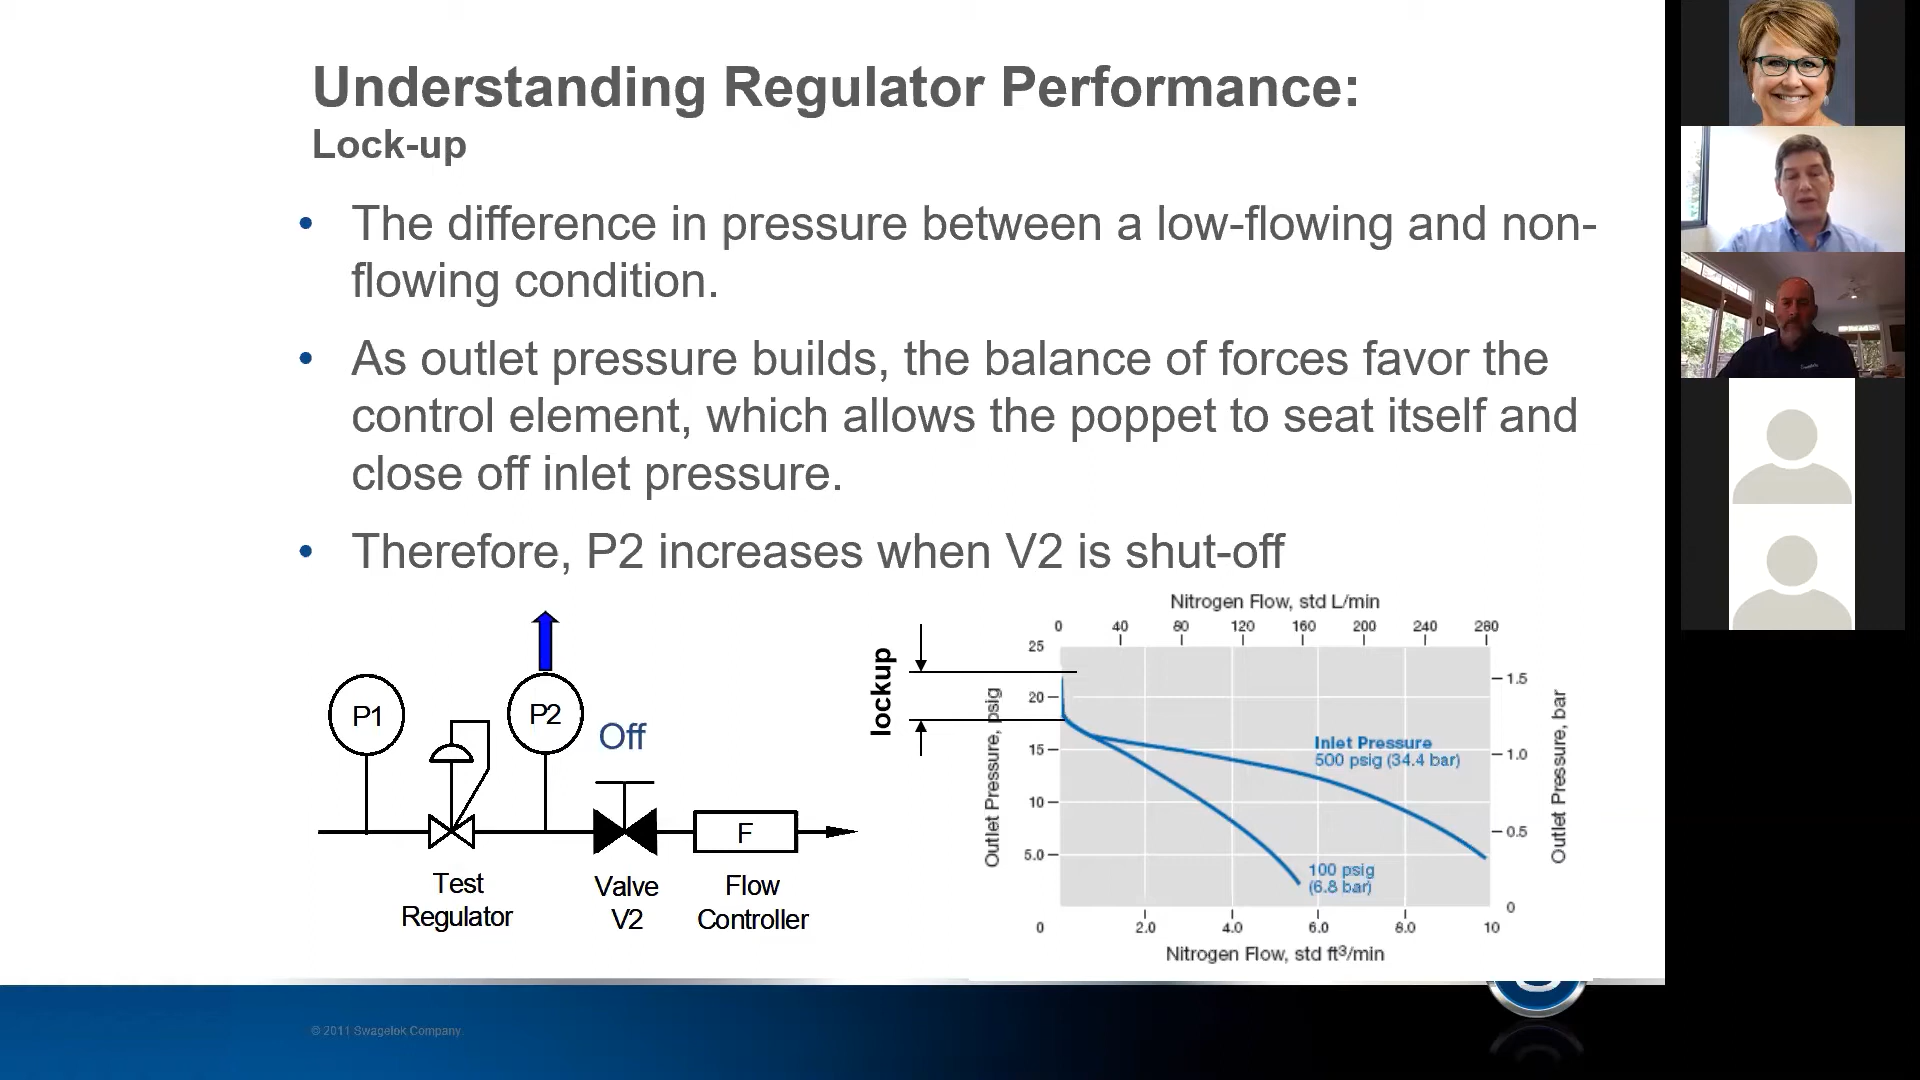 Understanding Regulator Performance:
Lock-up
• The difference in pressure between a low-flowing and non-
flowing condition.
• As outlet pressure builds, the balance of forces favor the
control element, which allows the poppet to seat itself and
close off inlet pressure.
• Therefore, P2 increases when V2 is shut-off
P1
P2
Off
F
Test
Regulator
Valve
V2
Flow
Controller
lockup
Nitrogen Flow, std L/min
0 40 80 120 160 200 240 280
Outlet Pressure, psig
25
20
15
10
5.0
0
Inlet Pressure
500 psig (34.4 bar)
100 psig
(6.8 bar)
1.5
1.0
0.5
0
Outlet Pressure, bar
2.0 4.0 6.0 8.0 10
Nitrogen Flow, std ft³/min
© 2011 Swagelok Company.